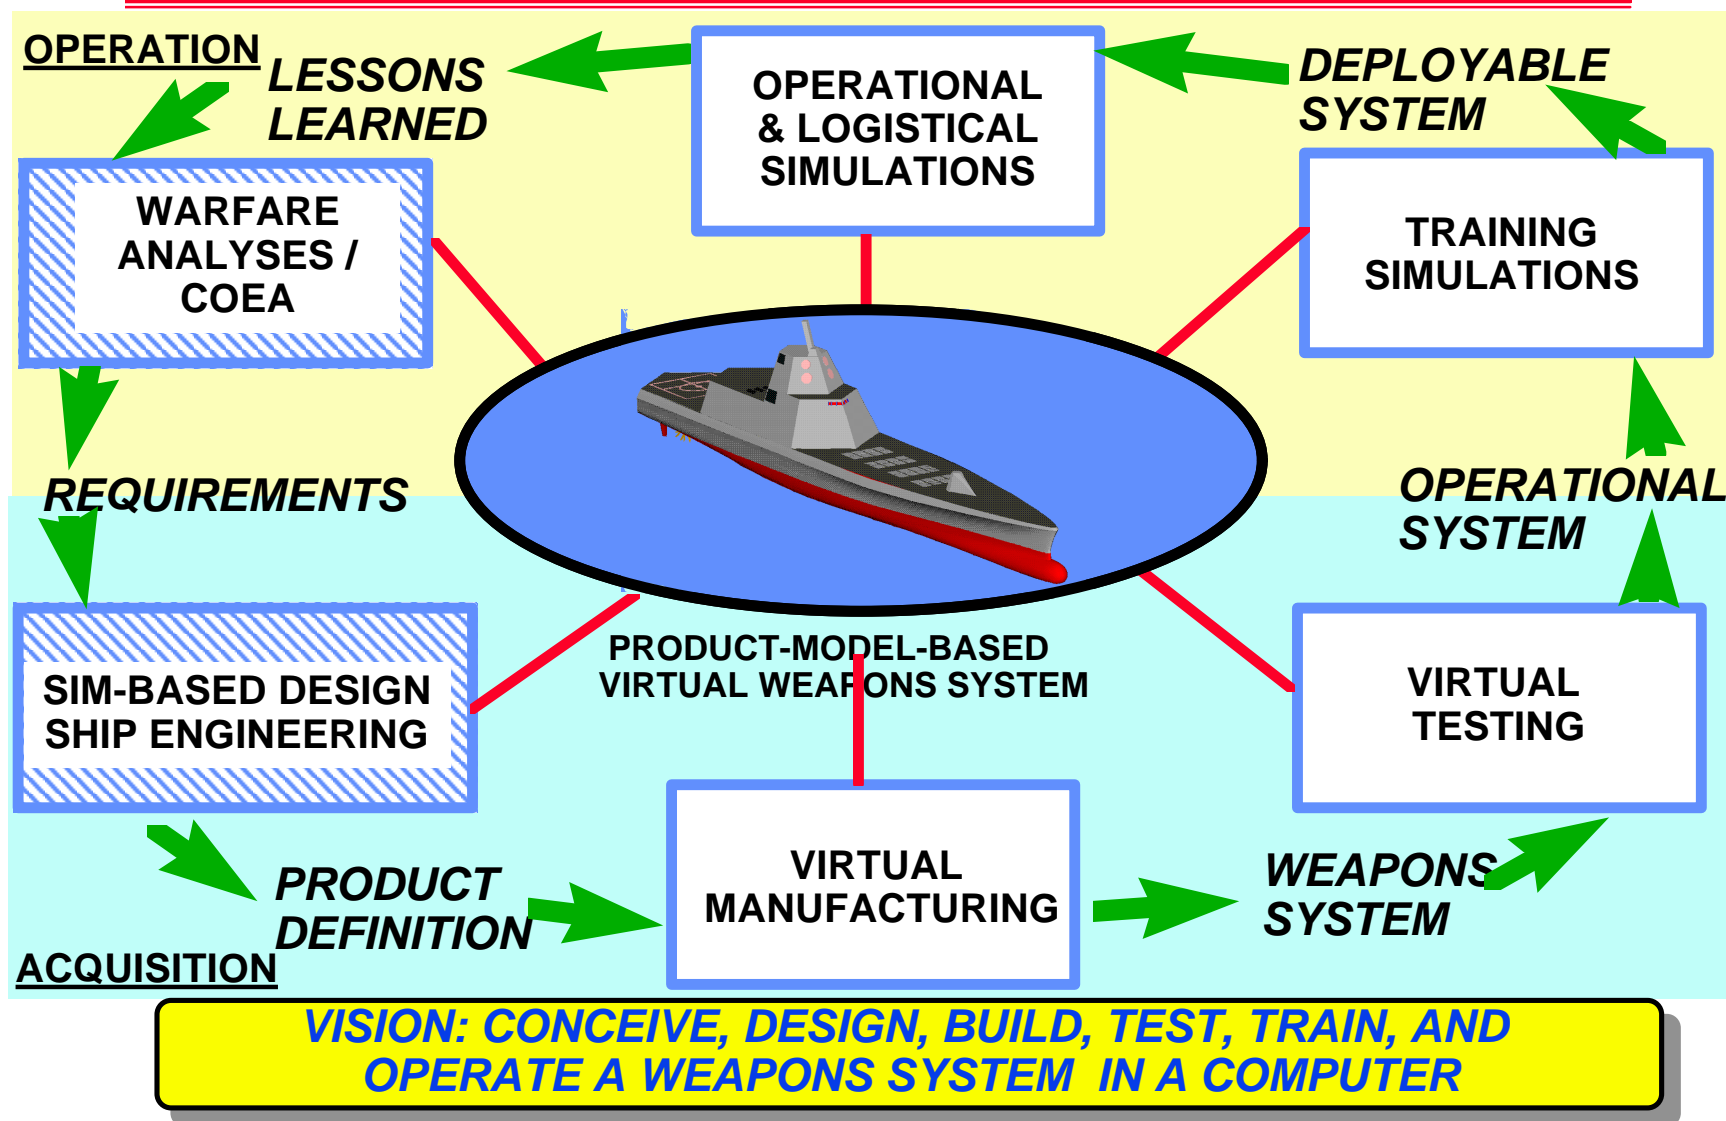 OPERATION
LESSONS
LEARNED
OPERATIONAL
& LOGISTICAL
SIMULATIONS
DEPLOYABLE
SYSTEM
WARFARE
ANALYSES /
COEA
TRAINING
SIMULATIONS
REQUIREMENTS
OPERATIONAL
SYSTEM
PRODUCT-MODEL-BASED
VIRTUAL WEAPONS SYSTEM
SIM-BASED DESIGN
SHIP ENGINEERING
VIRTUAL
TESTING
PRODUCT
DEFINITION
VIRTUAL
MANUFACTURING
WEAPONS
SYSTEM
ACQUISITION
VISION: CONCEIVE, DESIGN, BUILD, TEST, TRAIN, AND
OPERATE A WEAPONS SYSTEM IN A COMPUTER